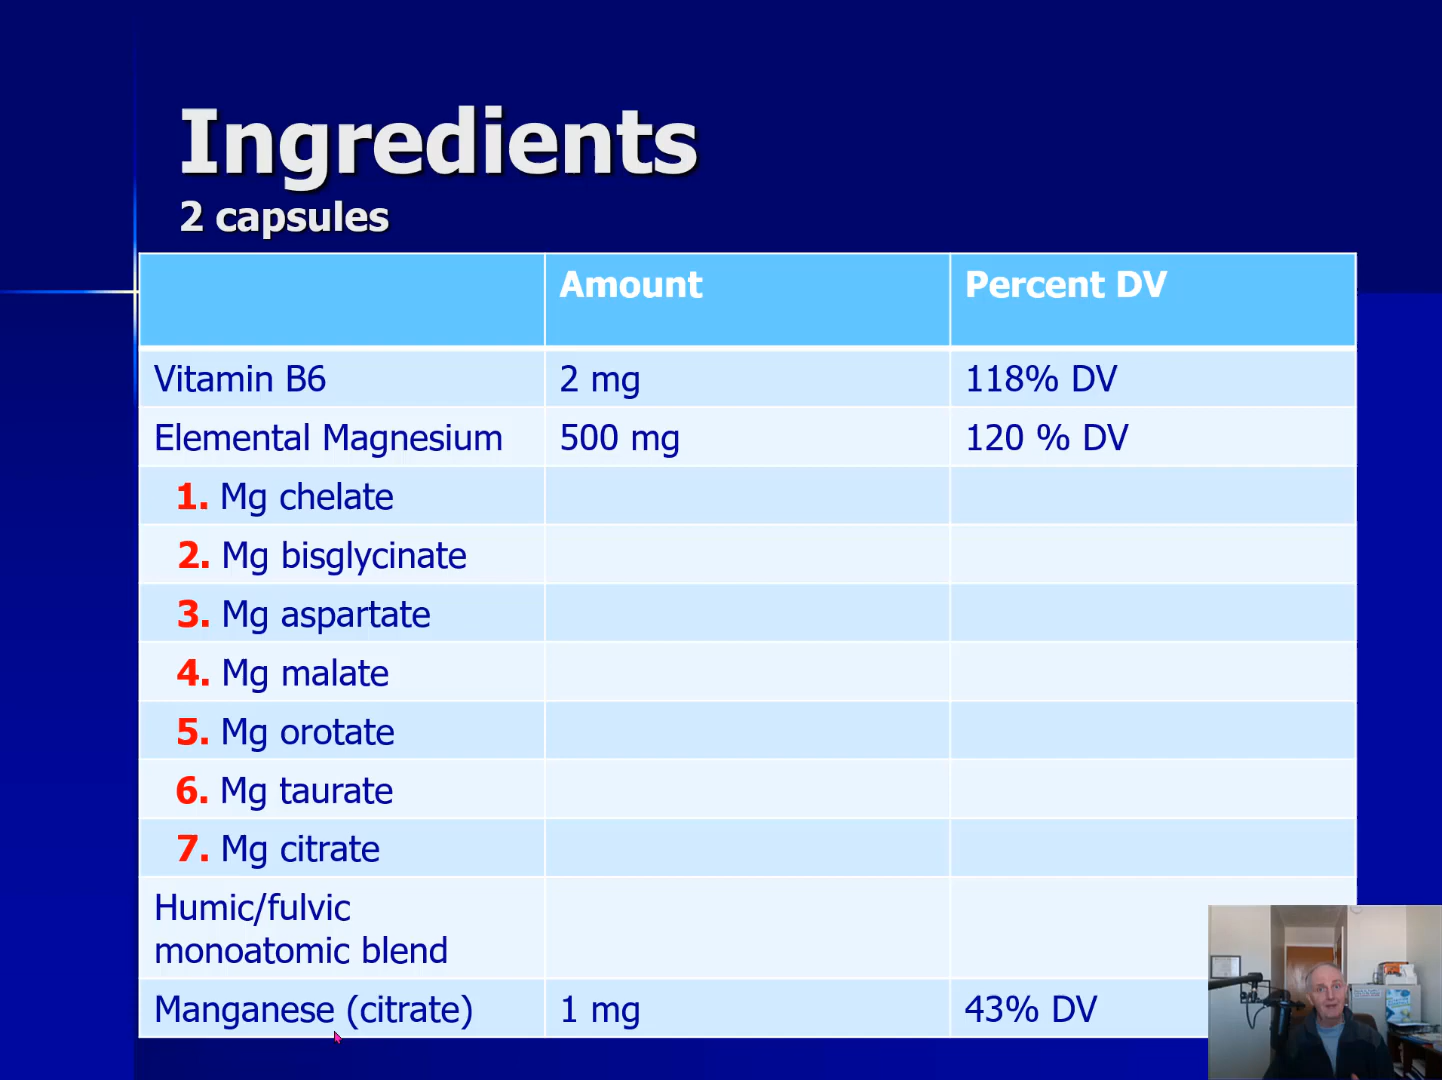 Ingredients
2 capsules
Amount Percent DV
Vitamin B6 2 mg 118% DV
Elemental Magnesium 500 mg 120 % DV
1. Mg chelate
2. Mg bisglycinate
3. Mg aspartate
4. Mg malate
5. Mg orotate
6. Mg taurate
7. Mg citrate
Humic/fulvic
monoatomic blend
Manganese (citrate) 1 mg 43% DV